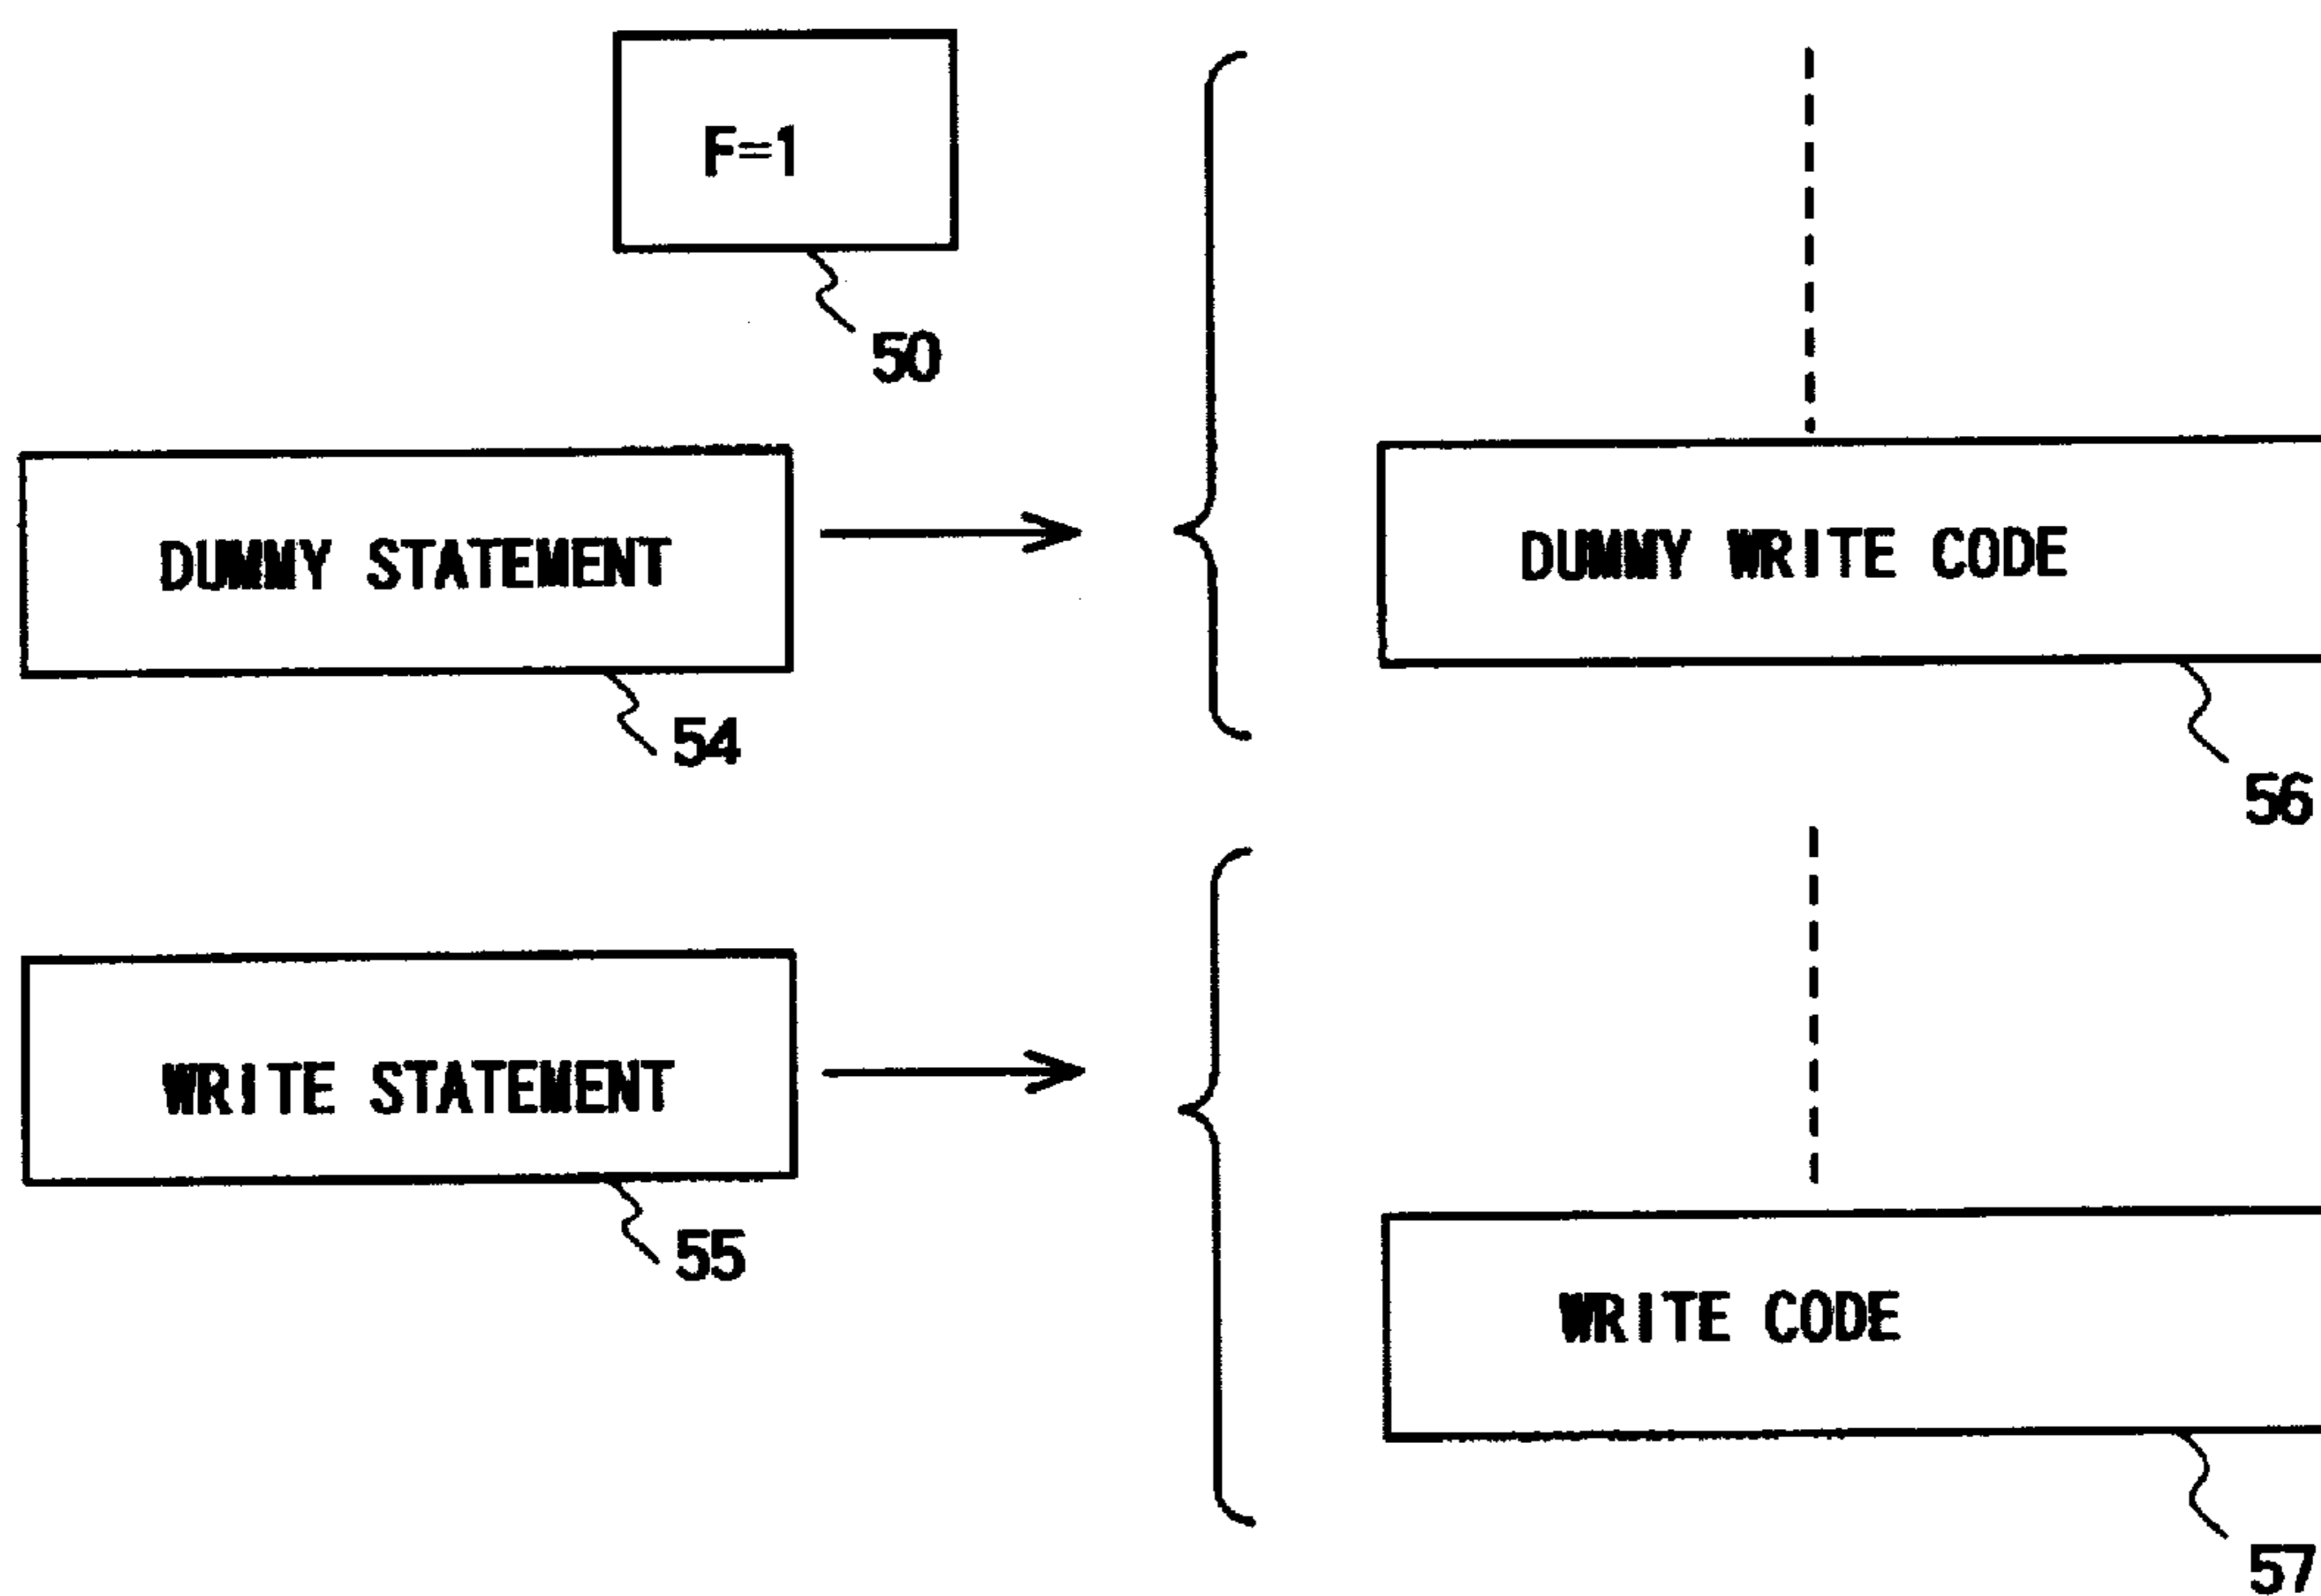 F=1
50
DUMMY STATEMENT
54
DUMMY WRITE CODE
56
WRITE STATEMENT
55
WRITE CODE
57